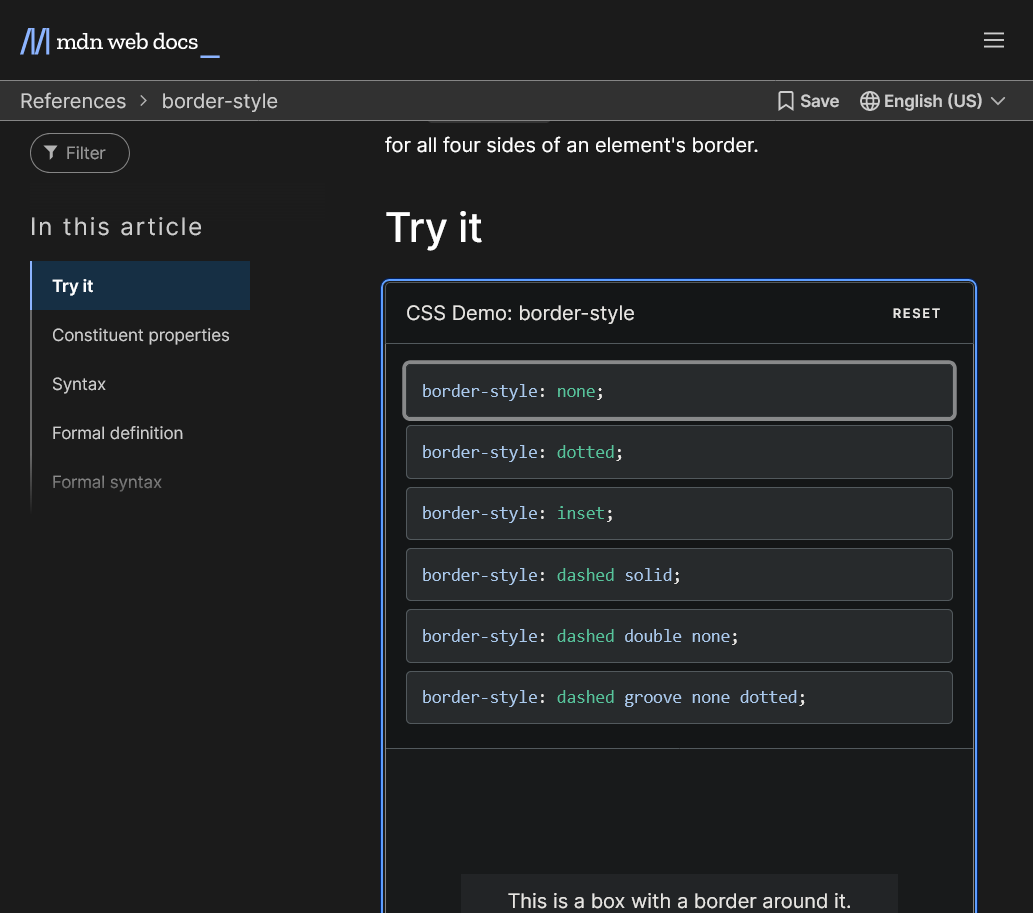 mdn web docs_
References > border-style
Save
English (US)
Filter
In this article
Try it
Constituent properties
Syntax
Formal definition
Formal syntax
for all four sides of an element's border.
Try it
CSS Demo: border-style
RESET
border-style: none;
border-style: dotted;
border-style: inset;
border-style: dashed solid;
border-style: dashed double none;
border-style: dashed groove none dotted;
This is a box with a border around it.